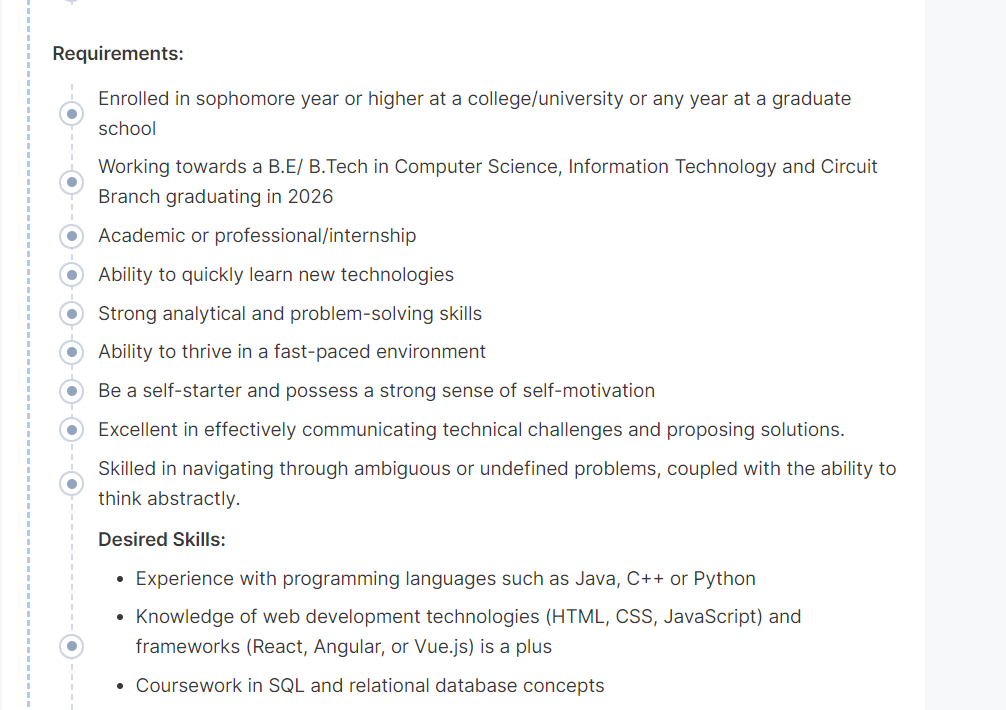 Requirements:
Enrolled in sophomore year or higher at a college/university or any year at a graduate
school
Working towards a B.E/ B.Tech in Computer Science, Information Technology and Circuit
Branch graduating in 2026
Academic or professional/internship
Ability to quickly learn new technologies
Strong analytical and problem-solving skills
Ability to thrive in a fast-paced environment
Be a self-starter and possess a strong sense of self-motivation
Excellent in effectively communicating technical challenges and proposing solutions.
Skilled in navigating through ambiguous or undefined problems, coupled with the ability to
think abstractly.
Desired Skills:
• Experience with programming languages such as Java, C++ or Python
• Knowledge of web development technologies (HTML, CSS, JavaScript) and
frameworks (React, Angular, or Vue.js) is a plus
• Coursework in SQL and relational database concepts